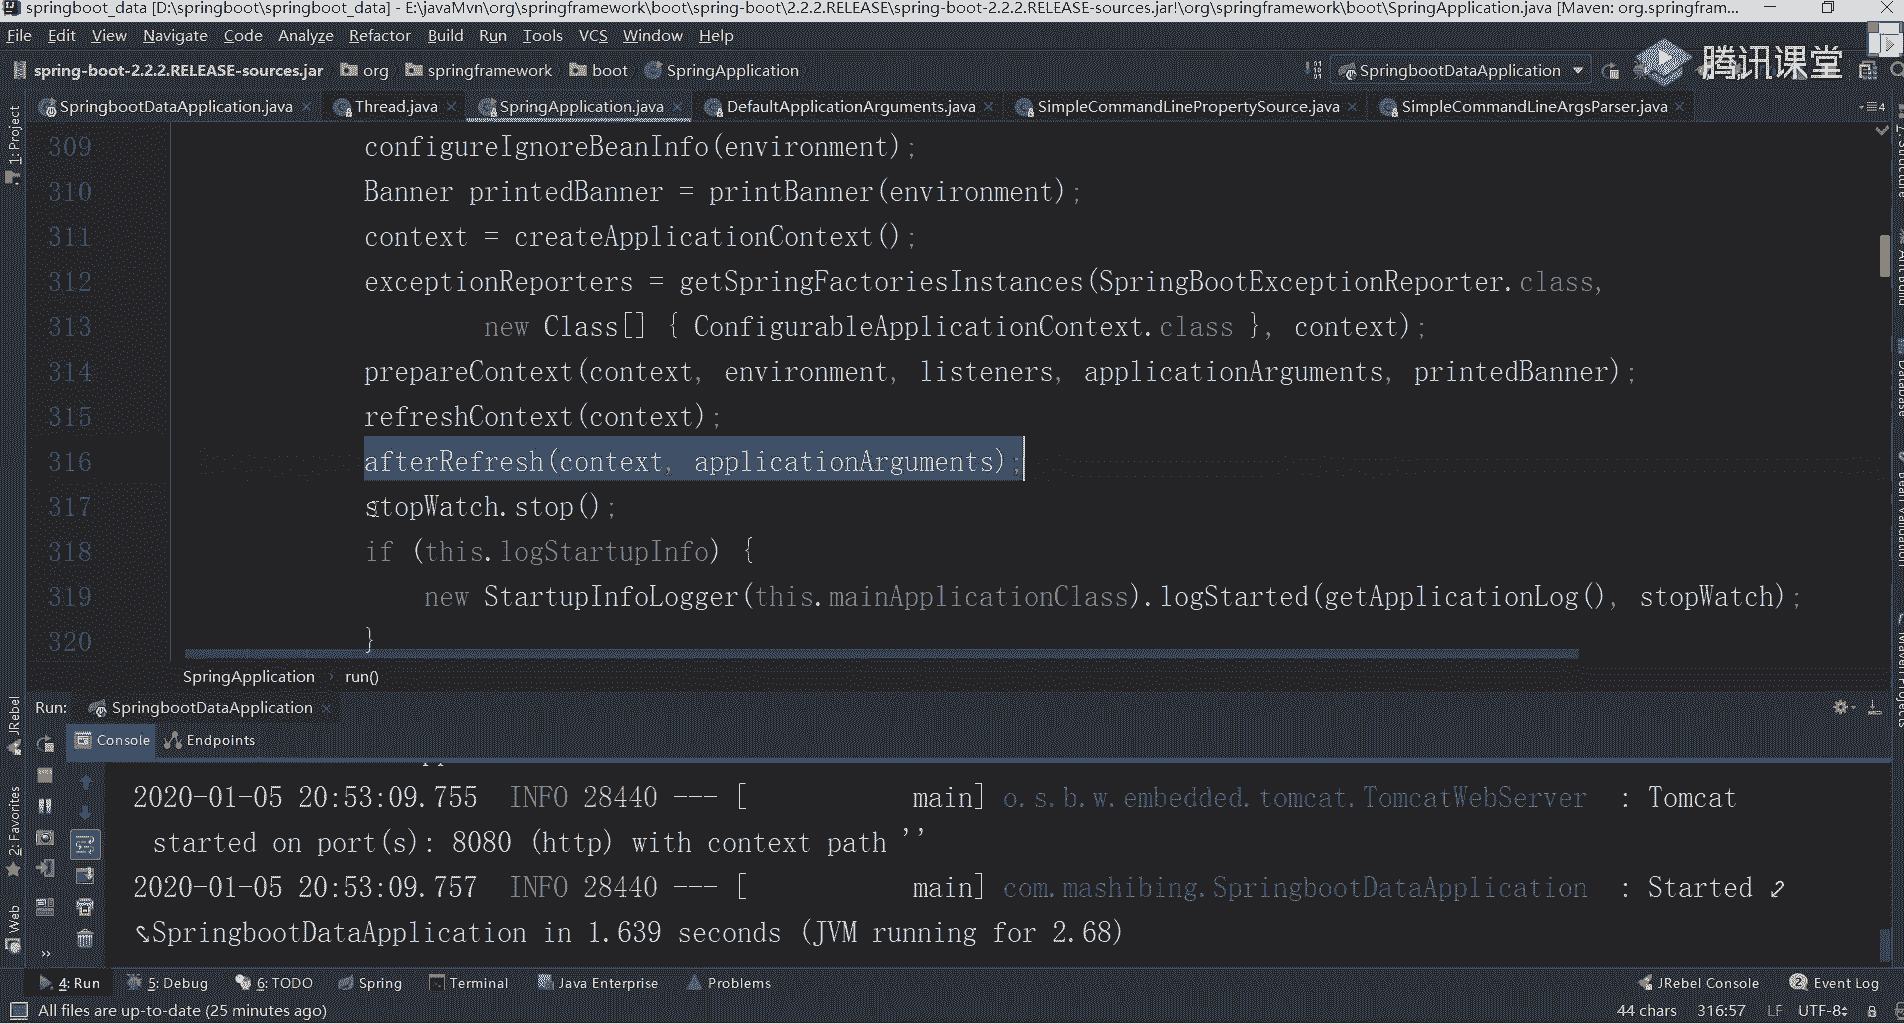 springboot_data [D:\springboot\springboot_data] - E:\javaMvn\org\springframework\boot\spring-boot\2.2.2.RELEASE\spring-boot-2.2.2.RELEASE-sources.jar!\org\springframework\boot\SpringApplication.java [Maven: org.springfram...
File Edit View Navigate Code Analyze Refactor Build Run Tools VCS Window Help
spring-boot-2.2.2.RELEASE-sources.jar org springframework boot SpringApplication SpringbootDataApplication 腾讯课堂
SpringbootDataApplication.java Thread.java SpringApplication.java DefaultApplicationArguments.java SimpleCommandLinePropertySource.java SimpleCommandLineArgsParser.java 4
1: Project
309 configureIgnoreBeanInfo(environment);
310 Banner printedBanner = printBanner(environment);
311 context = createApplicationContext();
312 exceptionReporters = getSpringFactoriesInstances(SpringBootExceptionReporter.class,
313 new Class[] { ConfigurableApplicationContext.class }, context);
314 prepareContext(context, environment, listeners, applicationArguments, printedBanner);
315 refreshContext(context);
316 afterRefresh(context, applicationArguments);
317 stopWatch.stop();
318 if (this.logStartupInfo) {
319 new StartupInfoLogger(this.mainApplicationClass).logStarted(getApplicationLog(), stopWatch);
320 }
SpringApplication › run()
Database
Bean Validation
Maven Projects
JRebel
2: Favorites
Web
Run: SpringbootDataApplication
Console Endpoints
2020-01-05 20:53:09.755 INFO 28440 --- [ main] o.s.b.w.embedded.tomcat.TomcatWebServer : Tomcat
started on port(s): 8080 (http) with context path ''
2020-01-05 20:53:09.757 INFO 28440 --- [ main] com.mashibing.SpringbootDataApplication : Started
SpringbootDataApplication in 1.639 seconds (JVM running for 2.68)
4: Run 5: Debug 6: TODO Spring Terminal Java Enterprise Problems JRebel Console 2 Event Log
All files are up-to-date (25 minutes ago) 44 chars 316:57 LF UTF-8